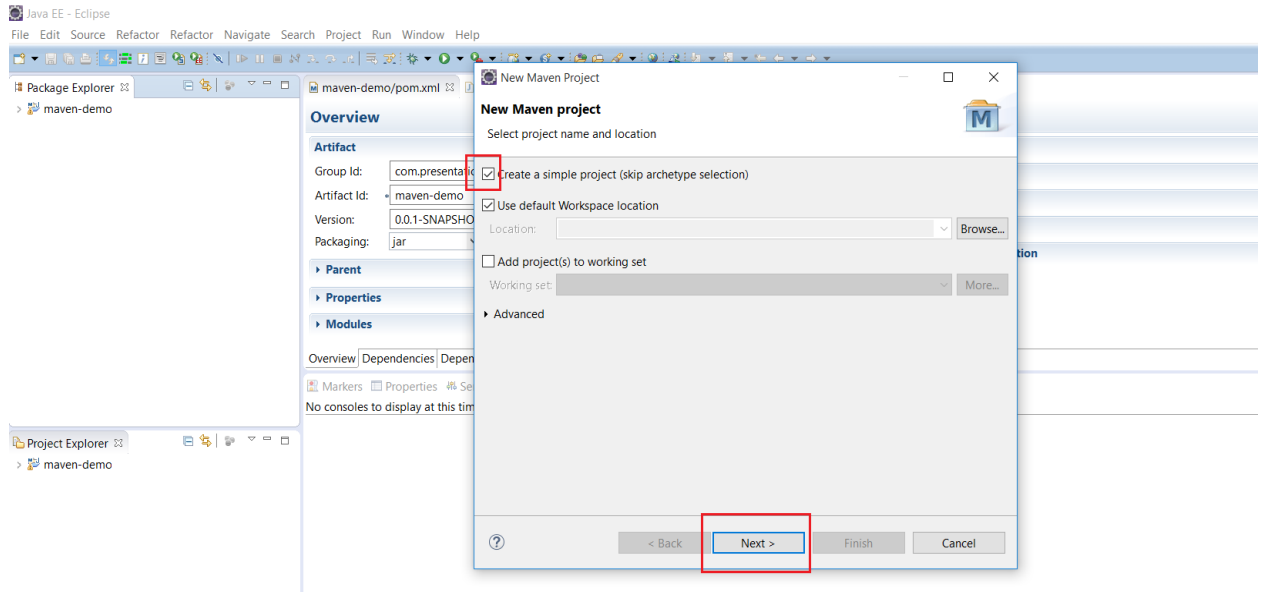 Java EE - Eclipse
File Edit Source Refactor Refactor Navigate Search Project Run Window Help
Package Explorer
maven-demo
Project Explorer
maven-demo
maven-demo/pom.xml
Overview
Artifact
Group Id: com.presentatio
Artifact Id: maven-demo
Version: 0.0.1-SNAPSHO
Packaging: jar
Parent
Properties
Modules
Overview Dependencies Depen
Markers Properties Se
No consoles to display at this tim
New Maven Project
New Maven project
Select project name and location
M
Create a simple project (skip archetype selection)
Use default Workspace location
Location: Browse...
Add project(s) to working set
Working set: More...
Advanced
< Back Next > Finish Cancel
tion